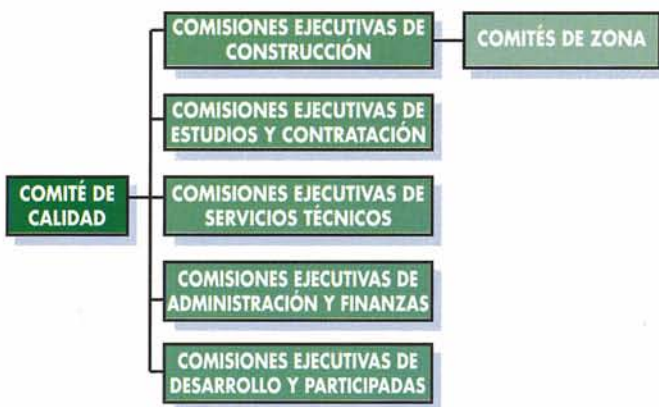 COMISIONES EJECUTIVAS DE
CONSTRUCCIÓN
COMITÉS DE ZONA
COMISIONES EJECUTIVAS DE
ESTUDIOS Y CONTRATACIÓN
COMITÉ DE
CALIDAD
COMISIONES EJECUTIVAS DE
SERVICIOS TÉCNICOS
COMISIONES EJECUTIVAS DE
ADMINISTRACIÓN Y FINANZAS
COMISIONES EJECUTIVAS DE
DESARROLLO Y PARTICIPADAS